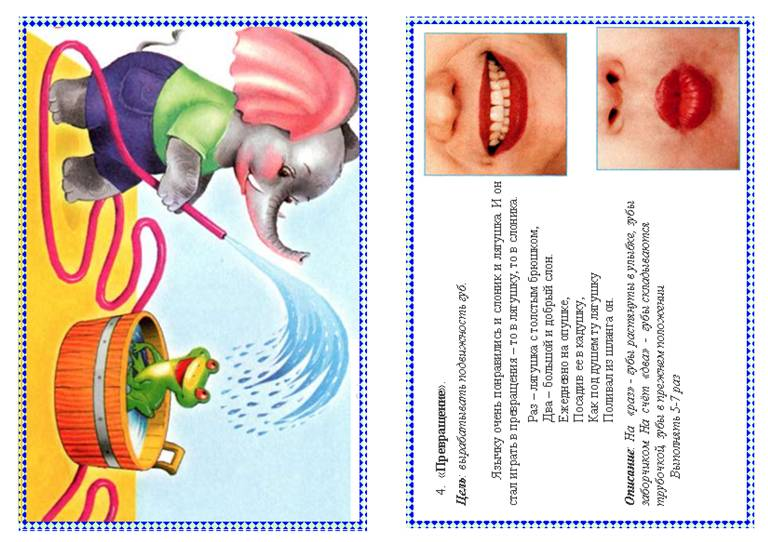 4. «Превращение».
Цель: вырабатывать подвижность губ.
Язычку очень понравились и слоник и лягушка. И он
стал играть в превращения – то в лягушку, то в слоника.
Раз – лягушка с толстым брюшком,
Два – большой и добрый слон.
Ежедневно на опушке,
Посадив ее в кадушку,
Как под душем ту лягушку
Поливал из шланга он.
Описание: На «раз» - губы растянуты в улыбке, зубы
заборчиком. На счёт «два» - губы складываются
трубочкой, зубы в прежнем положении.
Выполнять 5-7 раз